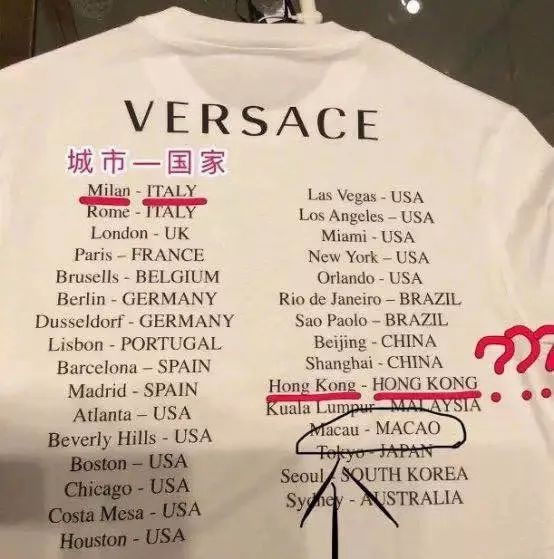 VERSACE
城市—国家
Milan - ITALY
Rome - ITALY
London - UK
Paris – FRANCE
Brusells - BELGIUM
Berlin - GERMANY
Dusseldorf - GERMANY
Lisbon - PORTUGAL
Barcelona – SPAIN
Madrid - SPAIN
Atlanta – USA
Beverly Hills - USA
Boston – USA
Chicago - USA
Costa Mesa - USA
Houston - USA
Las Vegas - USA
Los Angeles – USA
Miami - USA
New York – USA
Orlando - USA
Rio de Janeiro – BRAZIL
Sao Paolo – BRAZIL
Beijing - CHINA
Shanghai - CHINA
Hong Kong - HONG KONG
???
Kuala Lumpur - MALAYSIA
Macau - MACAO
Tokyo - JAPAN
Seoul - SOUTH KOREA
Sydney - AUSTRALIA